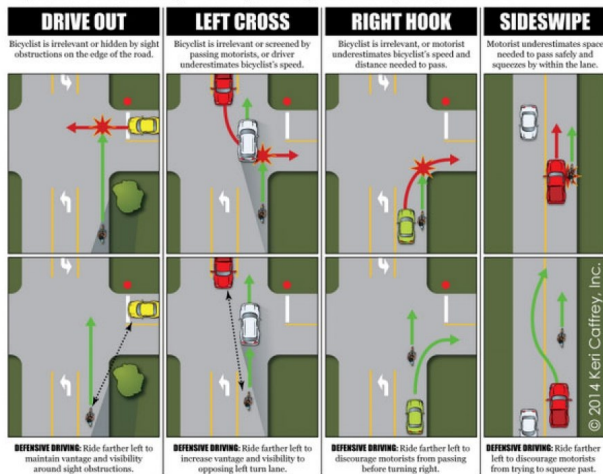 DRIVE OUT
Bicyclist is irrelevant or hidden by sight
obstructions on the edge of the road.
LEFT CROSS
Bicyclist is irrelevant or screened by
passing motorists, or driver
underestimates bicyclist's speed.
RIGHT HOOK
Bicyclist is irrelevant, or motorist
underestimates bicyclist's speed and
distance needed to pass.
SIDESWIPE
Motorist underestimates space
needed to pass safely and
squeezes by within the lane.
DEFENSIVE DRIVING: Ride farther left to
maintain vantage and visibility
around sight obstructions.
DEFENSIVE DRIVING: Ride farther left to
increase vantage and visibility to
opposing left turn lane.
DEFENSIVE DRIVING: Ride farther left to
discourage motorists from passing
before turning right.
DEFENSIVE DRIVING: Ride farther
left to discourage motorists
from trying to squeeze past.
© 2014 Keri Caffrey, Inc.